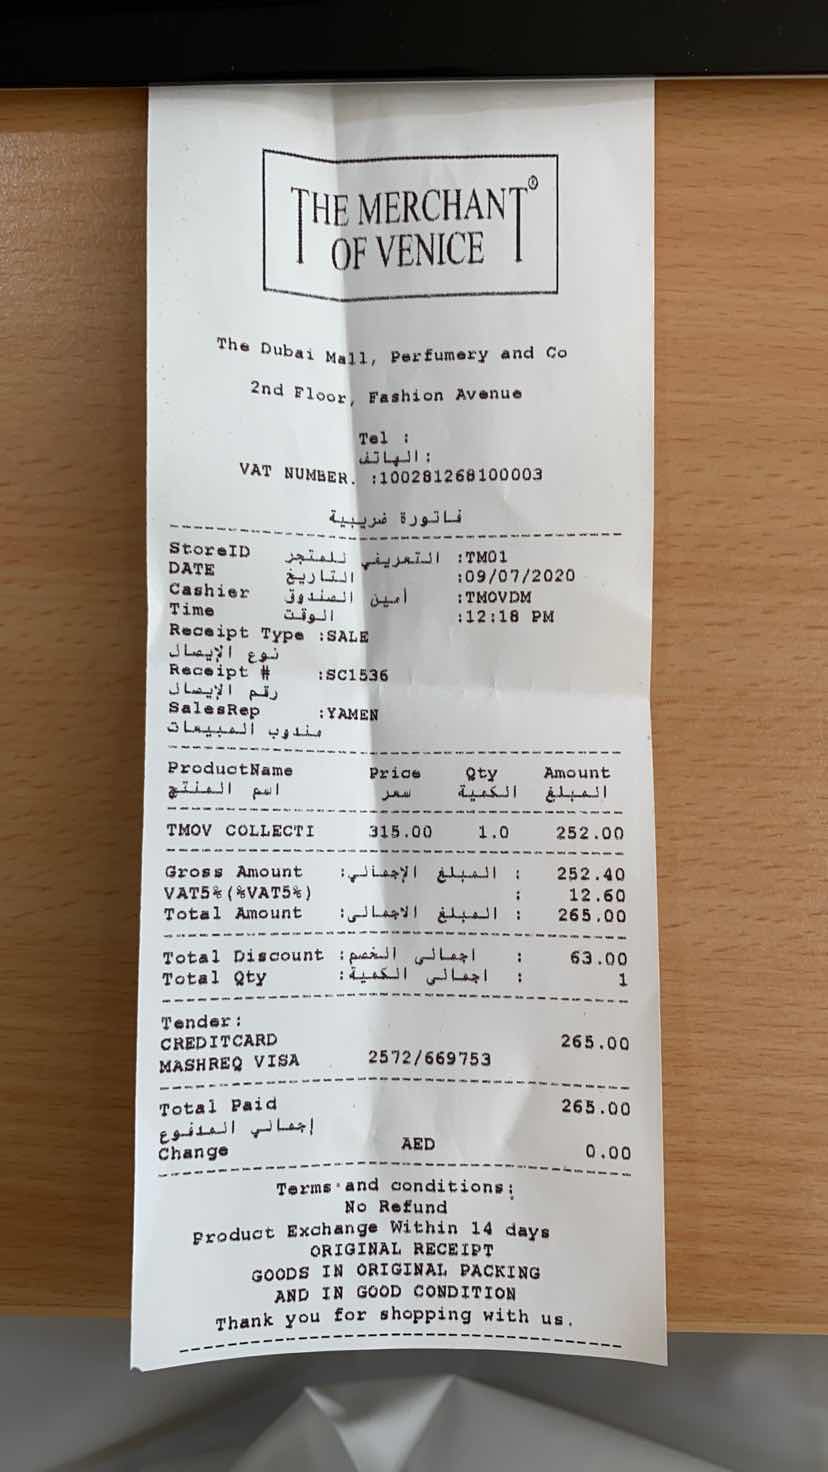 THE MERCHANT®
OF VENICE
The Dubai Mall, Perfumery and Co
2nd Floor, Fashion Avenue
Tel :
الهاتف:
VAT NUMBER. :100281268100003
فاتورة ضريبية
StoreID التعريفي للمتجر :TM01
DATE التاريخ :09/07/2020
Cashier أمين الصندوق :TMOVDM
Time الوقت :12:18 PM
Receipt Type :SALE
نوع الإيصال
Receipt # :SC1536
رقم الإيصال
SalesRep :YAMEN
مندوب المبيعات
ProductName Price Qty Amount
اسم المنتج سعر الكمية المبلغ
TMOV COLLECTI 315.00 1.0 252.00
Gross Amount :المبلغ الإجمالي : 252.40
VAT5%(%VAT5%) : 12.60
Total Amount :المبلغ الاجمالى : 265.00
Total Discount :اجمالى الخصم : 63.00
Total Qty :اجمالى الكمية : 1
Tender:
CREDITCARD 265.00
MASHREQ VISA 2572/669753
Total Paid 265.00
إجمالي المدفوع
Change AED 0.00
Terms and conditions:
No Refund
Product Exchange Within 14 days
ORIGINAL RECEIPT
GOODS IN ORIGINAL PACKING
AND IN GOOD CONDITION
Thank you for shopping with us.